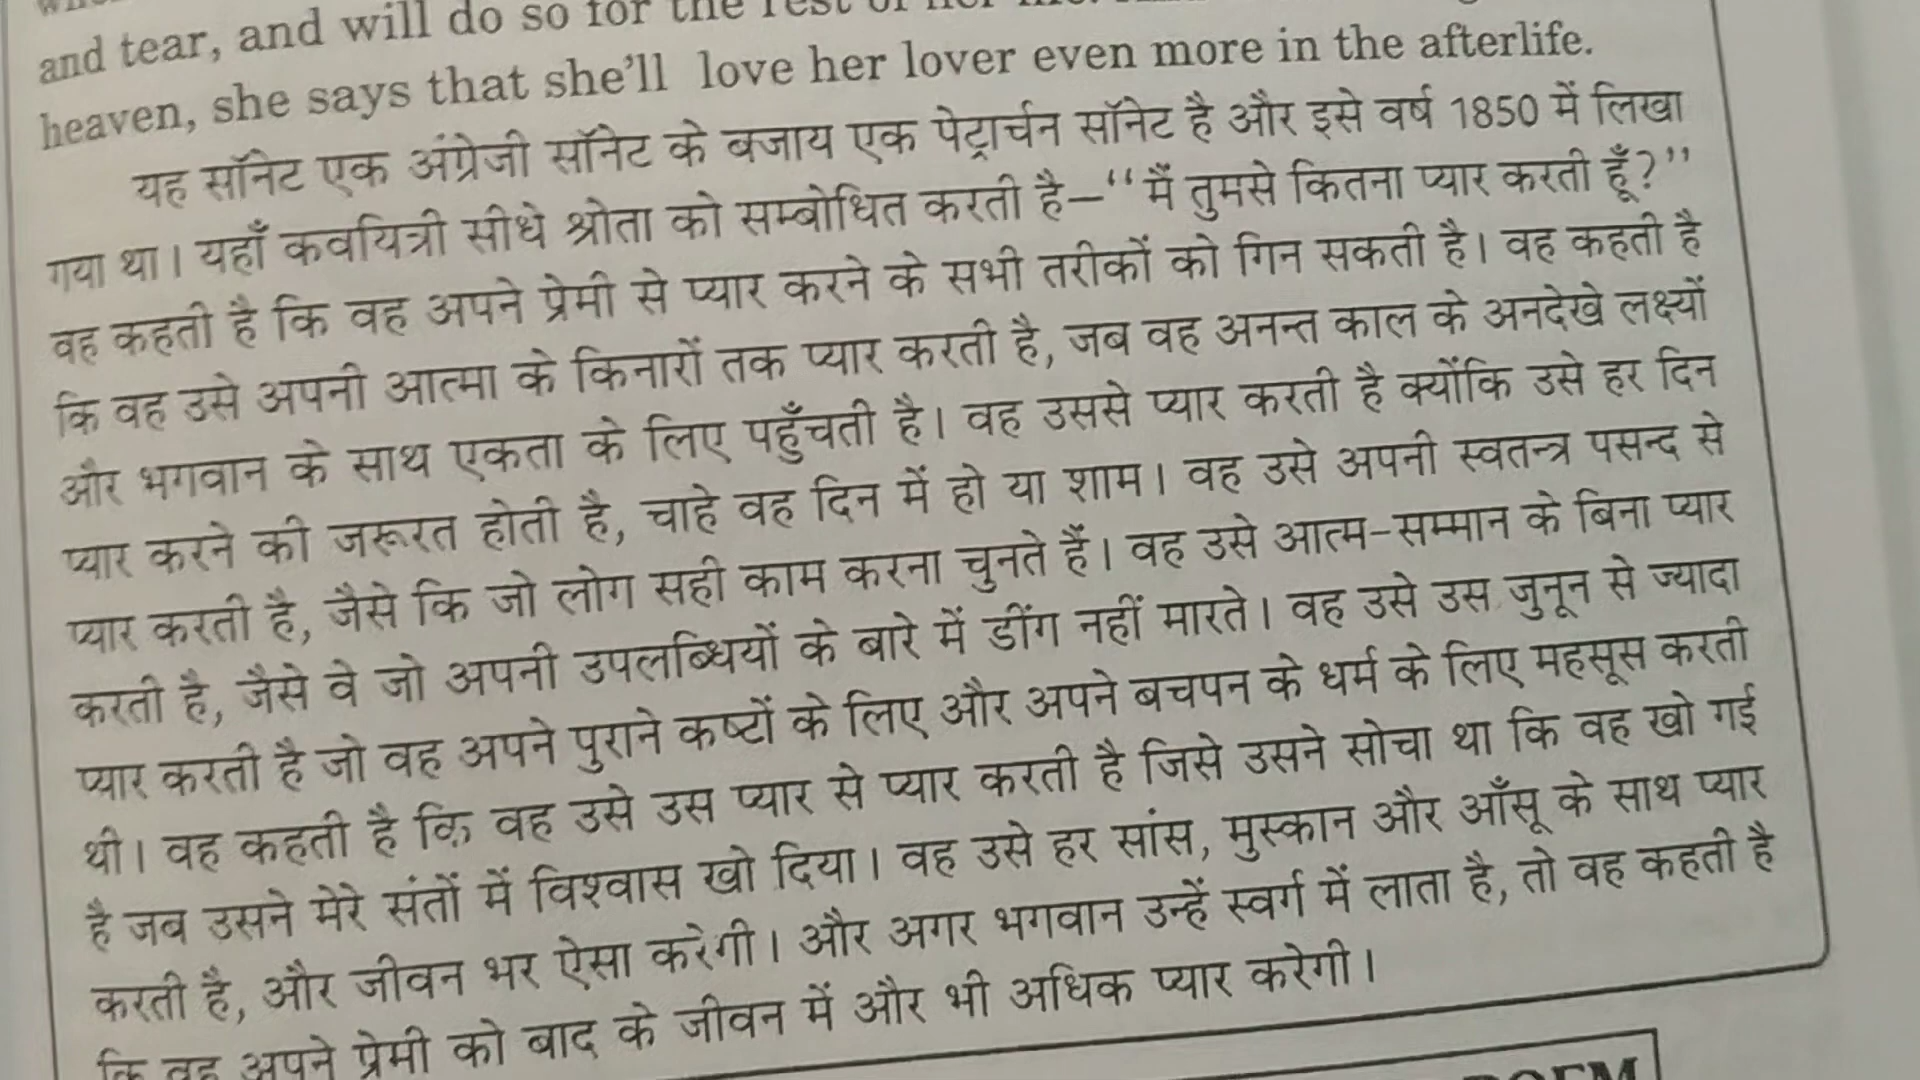 and tear, and will do so for the rest of her
heaven, she says that she'll love her lover even more in the afterlife.
यह सॉनेट एक अंग्रेजी सॉनेट के बजाय एक पेट्रार्चन सॉनेट है और इसे वर्ष 1850 में लिखा
गया था। यहाँ कवयित्री सीधे श्रोता को सम्बोधित करती है—“मैं तुमसे कितना प्यार करती हूँ?”
वह कहती है कि वह अपने प्रेमी से प्यार करने के सभी तरीकों को गिन सकती है। वह कहती है
कि वह उसे अपनी आत्मा के किनारों तक प्यार करती है, जब वह अनन्त काल के अनदेखे लक्ष्यों
और भगवान के साथ एकता के लिए पहुँचती है। वह उससे प्यार करती है क्योंकि उसे हर दिन
प्यार करने की जरूरत होती है, चाहे वह दिन में हो या शाम। वह उसे अपनी स्वतन्त्र पसन्द से
प्यार करती है, जैसे कि जो लोग सही काम करना चुनते हैं। वह उसे आत्म-सम्मान के बिना प्यार
करती है, जैसे वे जो अपनी उपलब्धियों के बारे में डींग नहीं मारते। वह उसे उस जुनून से ज्यादा
प्यार करती है जो वह अपने पुराने कष्टों के लिए और अपने बचपन के धर्म के लिए महसूस करती
थी। वह कहती है कि वह उसे उस प्यार से प्यार करती है जिसे उसने सोचा था कि वह खो गई
है जब उसने मेरे संतों में विश्वास खो दिया। वह उसे हर सांस, मुस्कान और आँसू के साथ प्यार
करती है, और जीवन भर ऐसा करेगी। और अगर भगवान उन्हें स्वर्ग में लाता है, तो वह कहती है
कि वह अपने प्रेमी को बाद के जीवन में और भी अधिक प्यार करेगी।